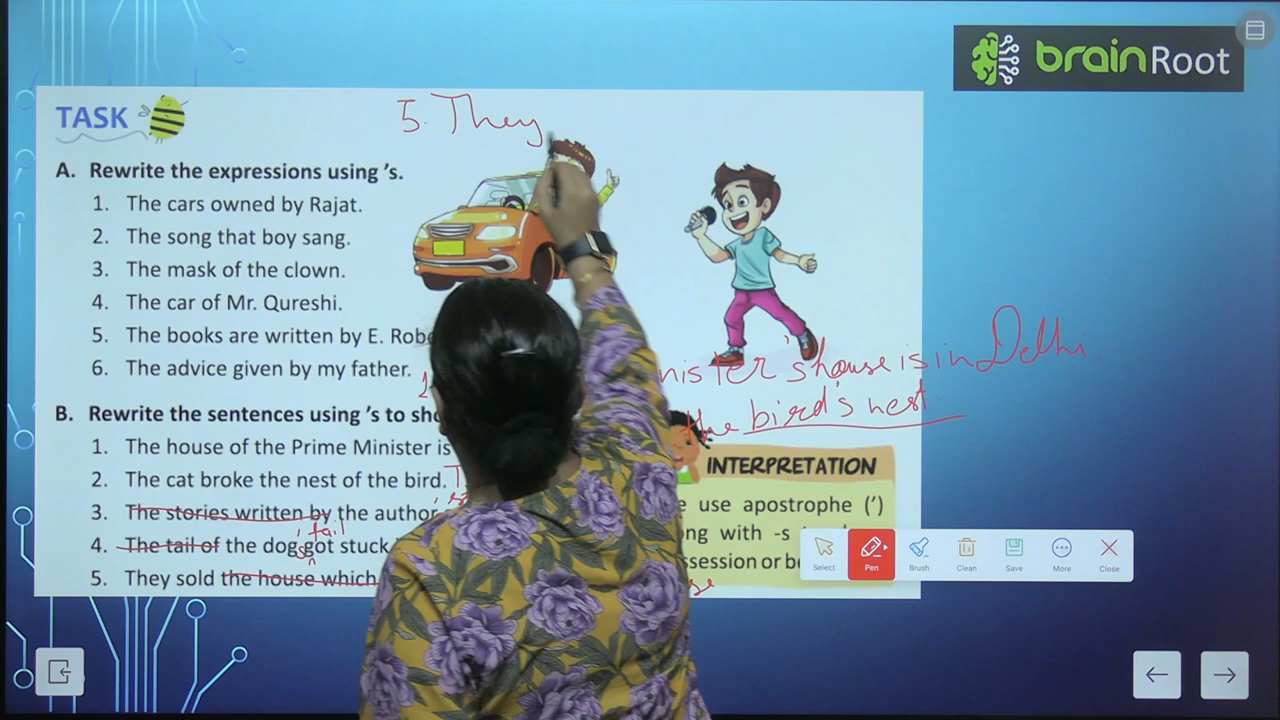 brainRoot
TASK
5. They
A. Rewrite the expressions using 's.
1. The cars owned by Rajat.
2. The song that boy sang.
3. The mask of the clown.
4. The car of Mr. Qureshi.
5. The books are written by E.
6. The advice given by my father.
's house is in Delhi
the bird's nest.
B. Rewrite the sentences using 's to
1. The house of the Prime Minister is
2. The cat broke the nest of the bird.
3. The stories written by the author
's tail
4. The tail of the dog got stuck
5. They sold the house which
INTERPRETATION
use apostrophe (')
with -s
or
Select
Pen
Brush
Clean
Save
More
Close